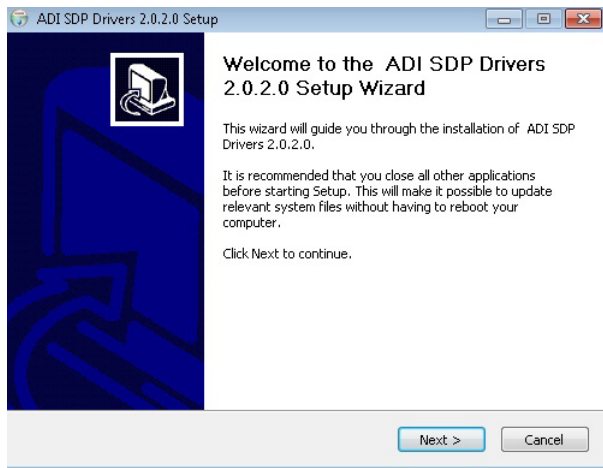 ADI SDP Drivers 2.0.2.0 Setup
Welcome to the ADI SDP Drivers
2.0.2.0 Setup Wizard
This wizard will guide you through the installation of ADI SDP
Drivers 2.0.2.0.
It is recommended that you close all other applications
before starting Setup. This will make it possible to update
relevant system files without having to reboot your
computer.
Click Next to continue.
Next >
Cancel